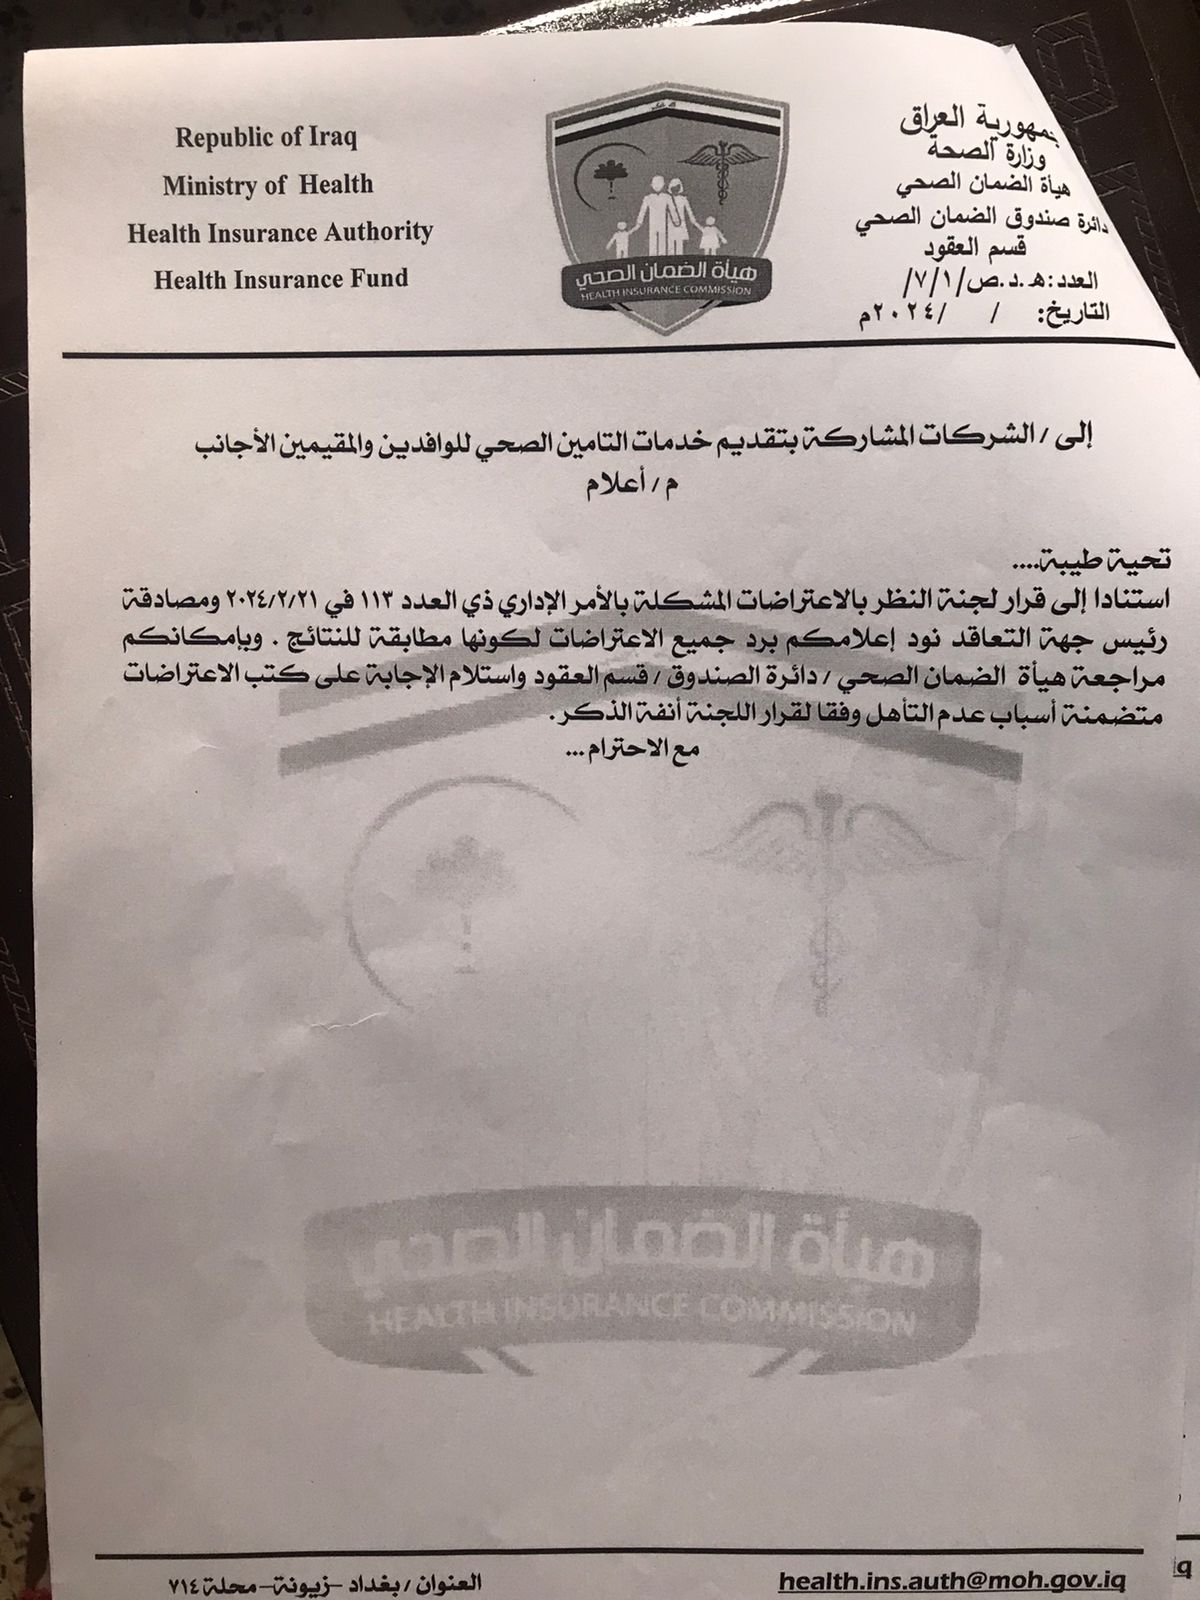 Republic of Iraq
Ministry of Health
Health Insurance Authority
Health Insurance Fund
هيأة الضمان الصحي
HEALTH INSURANCE COMMISSION
جمهورية العراق
وزارة الصحة
هيأة الضمان الصحي
دائرة صندوق الضمان الصحي
قسم العقود
العدد:هـ.د.ص/٧/١/
التاريخ: / /٢٠٢٤م
إلى / الشركات المشاركة بتقديم خدمات التامين الصحي للوافدين والمقيمين الأجانب
م / أعلام
تحية طيبة....
استنادا إلى قرار لجنة النظر بالاعتراضات المشكلة بالأمر الإداري ذي العدد ١١٣ في ٢٠٢٤/٢/٢١ ومصادقة
رئيس جهة التعاقد نود إعلامكم برد جميع الاعتراضات لكونها مطابقة للنتائج . وبإمكانكم
مراجعة هيأة الضمان الصحي / دائرة الصندوق / قسم العقود واستلام الإجابة على كتب الاعتراضات
متضمنة أسباب عدم التأهل وفقا لقرار اللجنة أنفة الذكر.
مع الاحترام ...
هيأة الضمان الصحي
HEALTH INSURANCE COMMISSION
العنوان / بغداد -زيونة- محلة ٧١٤
health.ins.auth@moh.gov.iq